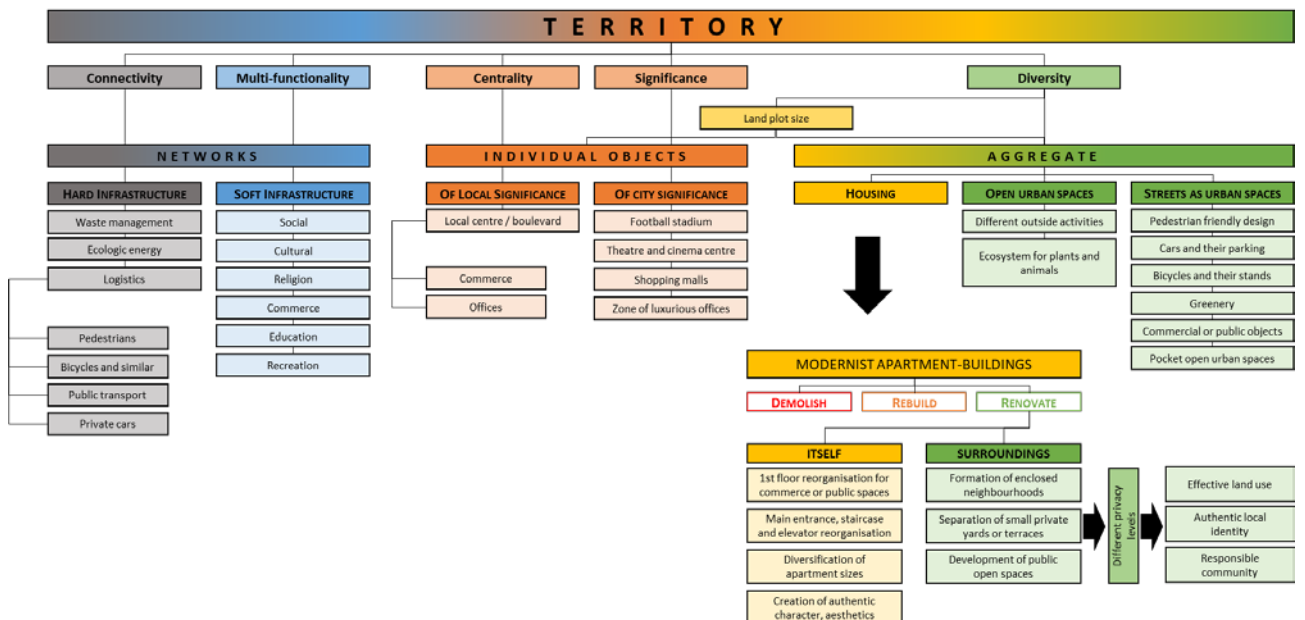 TERRITORY
Connectivity
Multi-functionality
Centrality
Significance
Diversity
Land plot size
NETWORKS
INDIVIDUAL OBJECTS
AGGREGATE
HARD INFRASTRUCTURE
SOFT INFRASTRUCTURE
OF LOCAL SIGNIFICANCE
OF CITY SIGNIFICANCE
HOUSING
OPEN URBAN SPACES
STREETS AS URBAN SPACES
Waste management
Ecologic energy
Logistics
Pedestrians
Bicycles and similar
Public transport
Private cars
Social
Cultural
Religion
Commerce
Education
Recreation
Local centre / boulevard
Commerce
Offices
Football stadium
Theatre and cinema centre
Shopping malls
Zone of luxurious offices
Different outside activities
Ecosystem for plants and
animals
Pedestrian friendly design
Cars and their parking
Bicycles and their stands
Greenery
Commercial or public objects
Pocket open urban spaces
MODERNIST APARTMENT-BUILDINGS
DEMOLISH
REBUILD
RENOVATE
ITSELF
1st floor reorganisation for
commerce or public spaces
Main entrance, staircase
and elevator reorganisation
Diversification of
apartment sizes
Creation of authentic
character, aesthetics
SURROUNDINGS
Formation of enclosed
neighbourhoods
Separation of small private
yards or terraces
Development of public
open spaces
Different privacy
levels
Effective land use
Authentic local
identity
Responsible
community